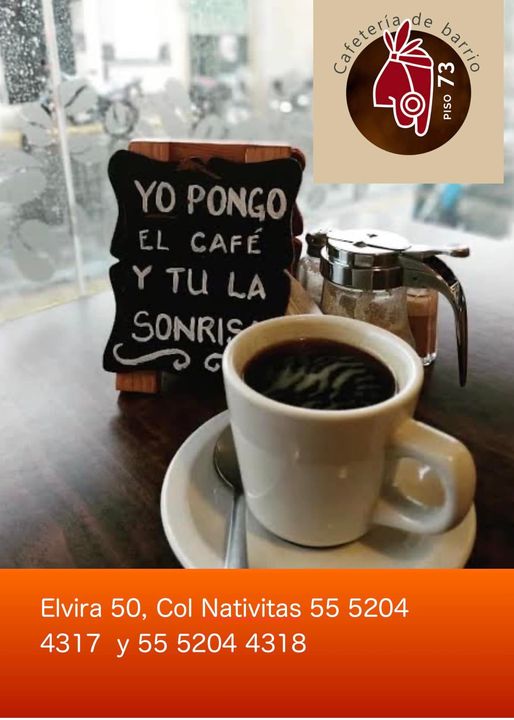 Cafetería de barrio
PISO 73
YO PONGO
EL CAFÉ
Y TU LA
SONRIS
Elvira 50, Col Nativitas 55 5204
4317  y 55 5204 4318